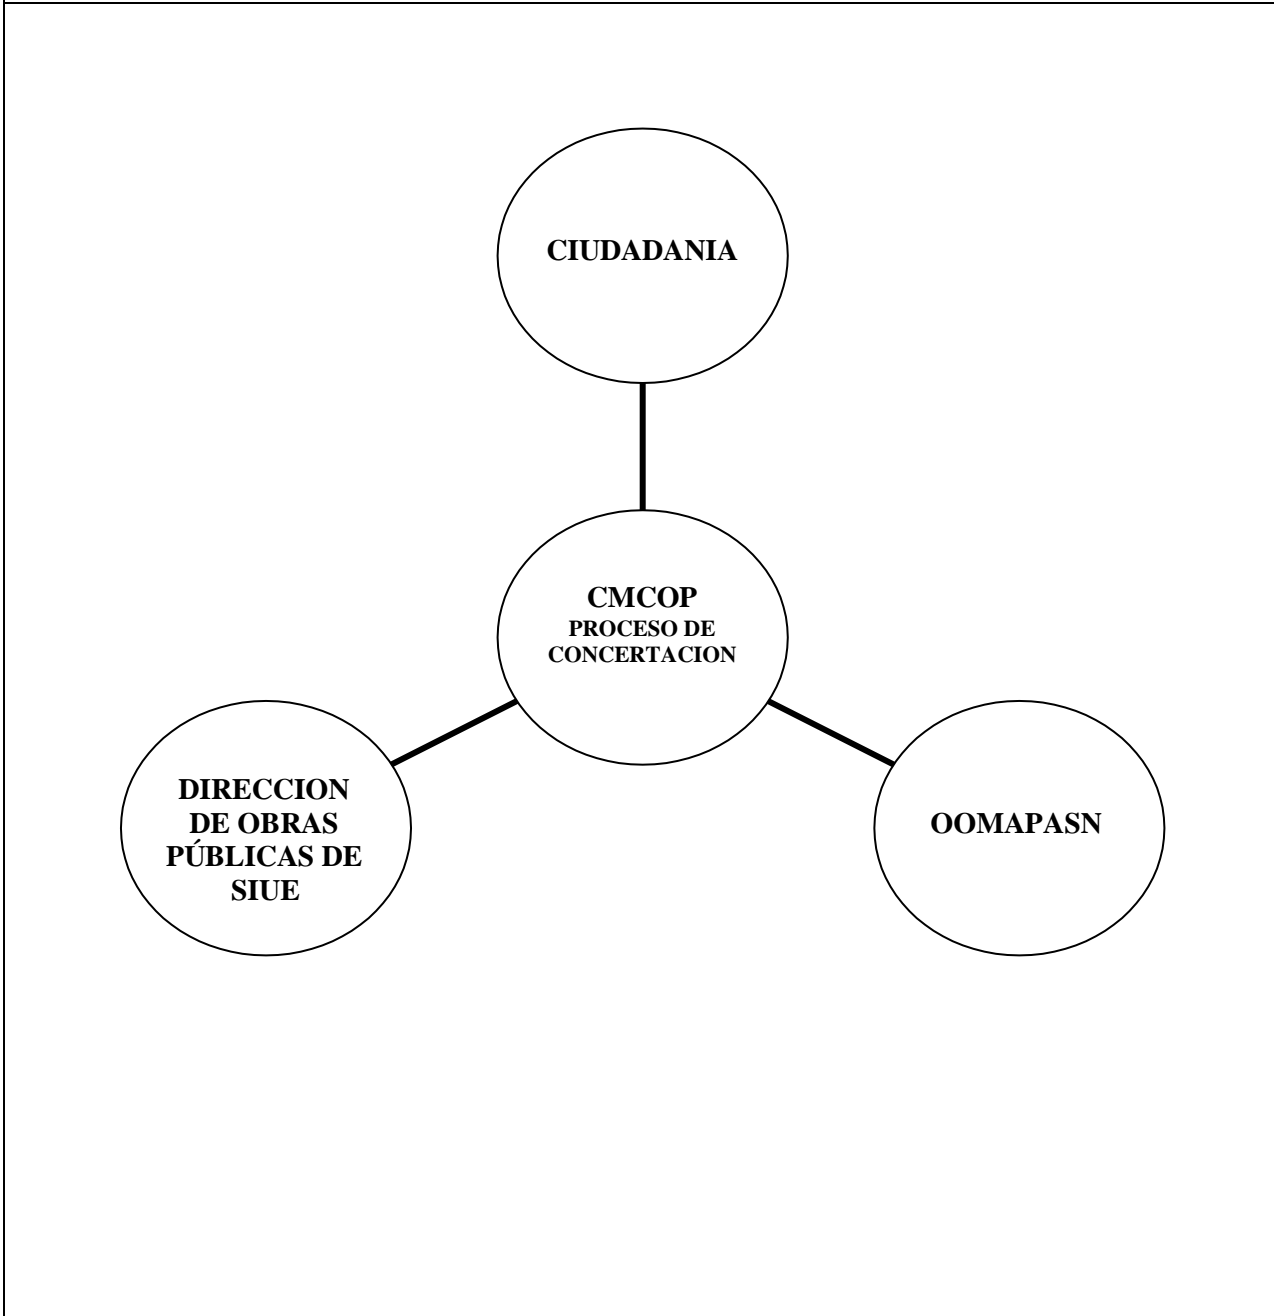 CIUDADANIA
CMCOP
PROCESO DE
CONCERTACION
DIRECCION
DE OBRAS
PÚBLICAS DE
SIUE
OOMAPASN